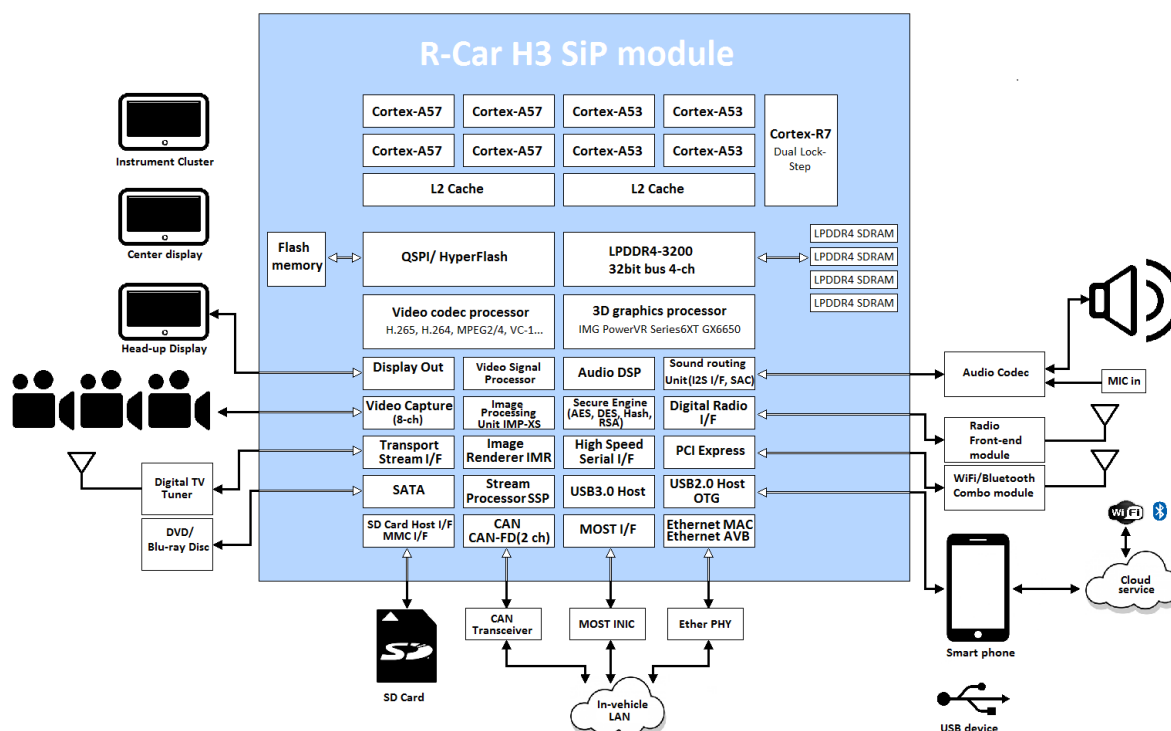 R-Car H3 SiP module
Cortex-A57
Cortex-A57
Cortex-A53
Cortex-A53
Cortex-R7
Dual Lock-
Step
Cortex-A57
Cortex-A57
Cortex-A53
Cortex-A53
L2 Cache
L2 Cache
Instrument Cluster
Center display
Head-up Display
Flash
memory
QSPI/ HyperFlash
LPDDR4-3200
32bit bus 4-ch
LPDDR4 SDRAM
LPDDR4 SDRAM
LPDDR4 SDRAM
LPDDR4 SDRAM
Video codec processor
H.265, H.264, MPEG2/4, VC-1...
3D graphics processor
IMG PowerVR Series6XT GX6650
Display Out
Video Signal
Processor
Audio DSP
Sound routing
Unit(I2S I/F, SAC)
Audio Codec
MIC in
Video Capture
(8-ch)
Image
Processing
Unit IMP-XS
Secure Engine
(AES, DES, Hash,
RSA)
Digital Radio
I/F
Radio
Front-end
module
Transport
Stream I/F
Image
Renderer IMR
High Speed
Serial I/F
PCI Express
WiFi/Bluetooth
Combo module
Digital TV
Tuner
SATA
Stream
Processor SSP
USB3.0 Host
USB2.0 Host
OTG
DVD/
Blu-ray Disc
SD Card Host I/F
MMC I/F
CAN
CAN-FD(2 ch)
MOST I/F
Ethernet MAC
Ethernet AVB
WiFi
Cloud
service
Smart phone
SD
SD Card
CAN
Transceiver
MOST INIC
Ether PHY
In-vehicle
LAN
USB device